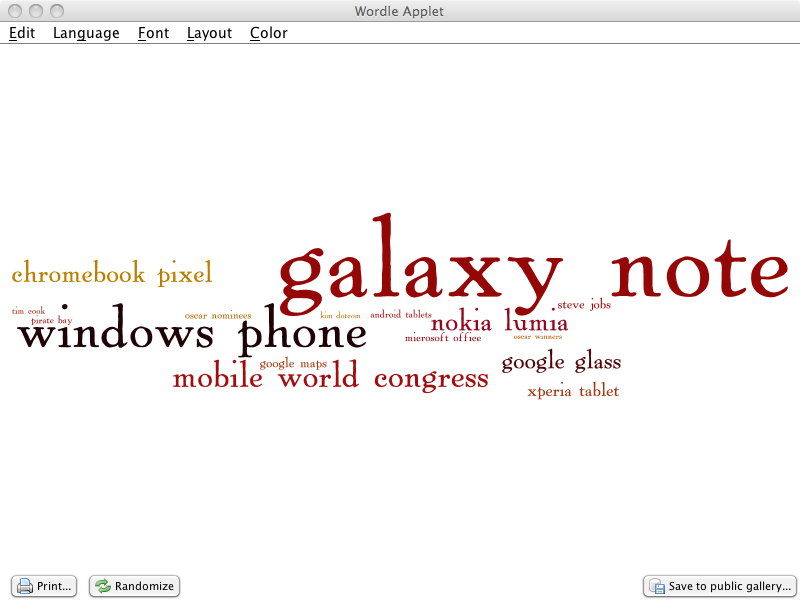 Wordle Applet
Edit Language Font Layout Color
galaxy note
chromebook pixel
steve jobs
tim cook
pirate bay
oscar nominees
kim dotcom
android tablets
nokia lumia
windows phone
microsoft office
oscar winners
google maps
google glass
mobile world congress
xperia tablet
Print... Randomize Save to public gallery...